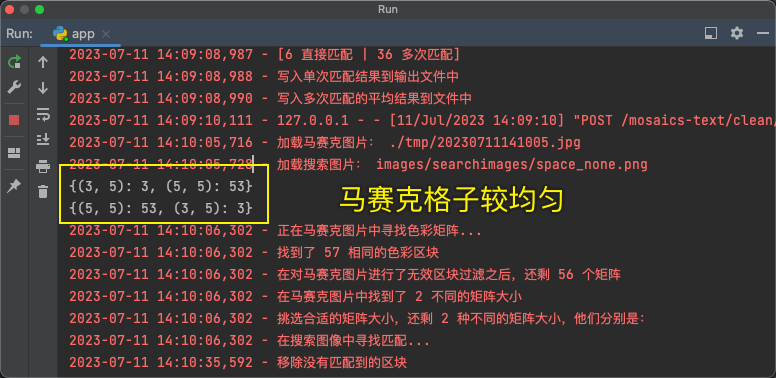 Run
Run:
app
2023-07-11 14:09:08,987 - [6 直接匹配 | 36 多次匹配]
2023-07-11 14:09:08,988 - 写入单次匹配结果到输出文件中
2023-07-11 14:09:08,990 - 写入多次匹配的平均结果到文件中
2023-07-11 14:09:10,111 - 127.0.0.1 - - [11/Jul/2023 14:09:10] "POST /mosaics-text/clean/
2023-07-11 14:10:05,716 - 加载马赛克图片： ./tmp/20230711141005.jpg
2023-07-11 14:10:05,728 - 加载搜索图片： images/searchimages/space_none.png
{(3, 5): 3, (5, 5): 53}
{(5, 5): 53, (3, 5): 3}
马赛克格子较均匀
2023-07-11 14:10:06,302 - 正在马赛克图片中寻找色彩矩阵...
2023-07-11 14:10:06,302 - 找到了 57 相同的色彩区块
2023-07-11 14:10:06,302 - 在对马赛克图片进行了无效区块过滤之后，还剩 56 个矩阵
2023-07-11 14:10:06,302 - 在马赛克图片中找到了 2 不同的矩阵大小
2023-07-11 14:10:06,302 - 挑选合适的矩阵大小，还剩 2 种不同的矩阵大小，他们分别是：
2023-07-11 14:10:06,302 - 在搜索图像中寻找匹配...
2023-07-11 14:10:35,592 - 移除没有匹配到的区块